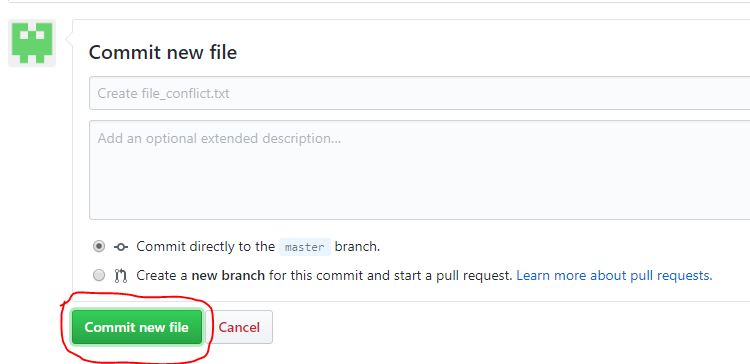 Commit new file
Create file_conflict.txt
Add an optional extended description...
Commit directly to the master branch.
Create a new branch for this commit and start a pull request. Learn more about pull requests.
Commit new file Cancel